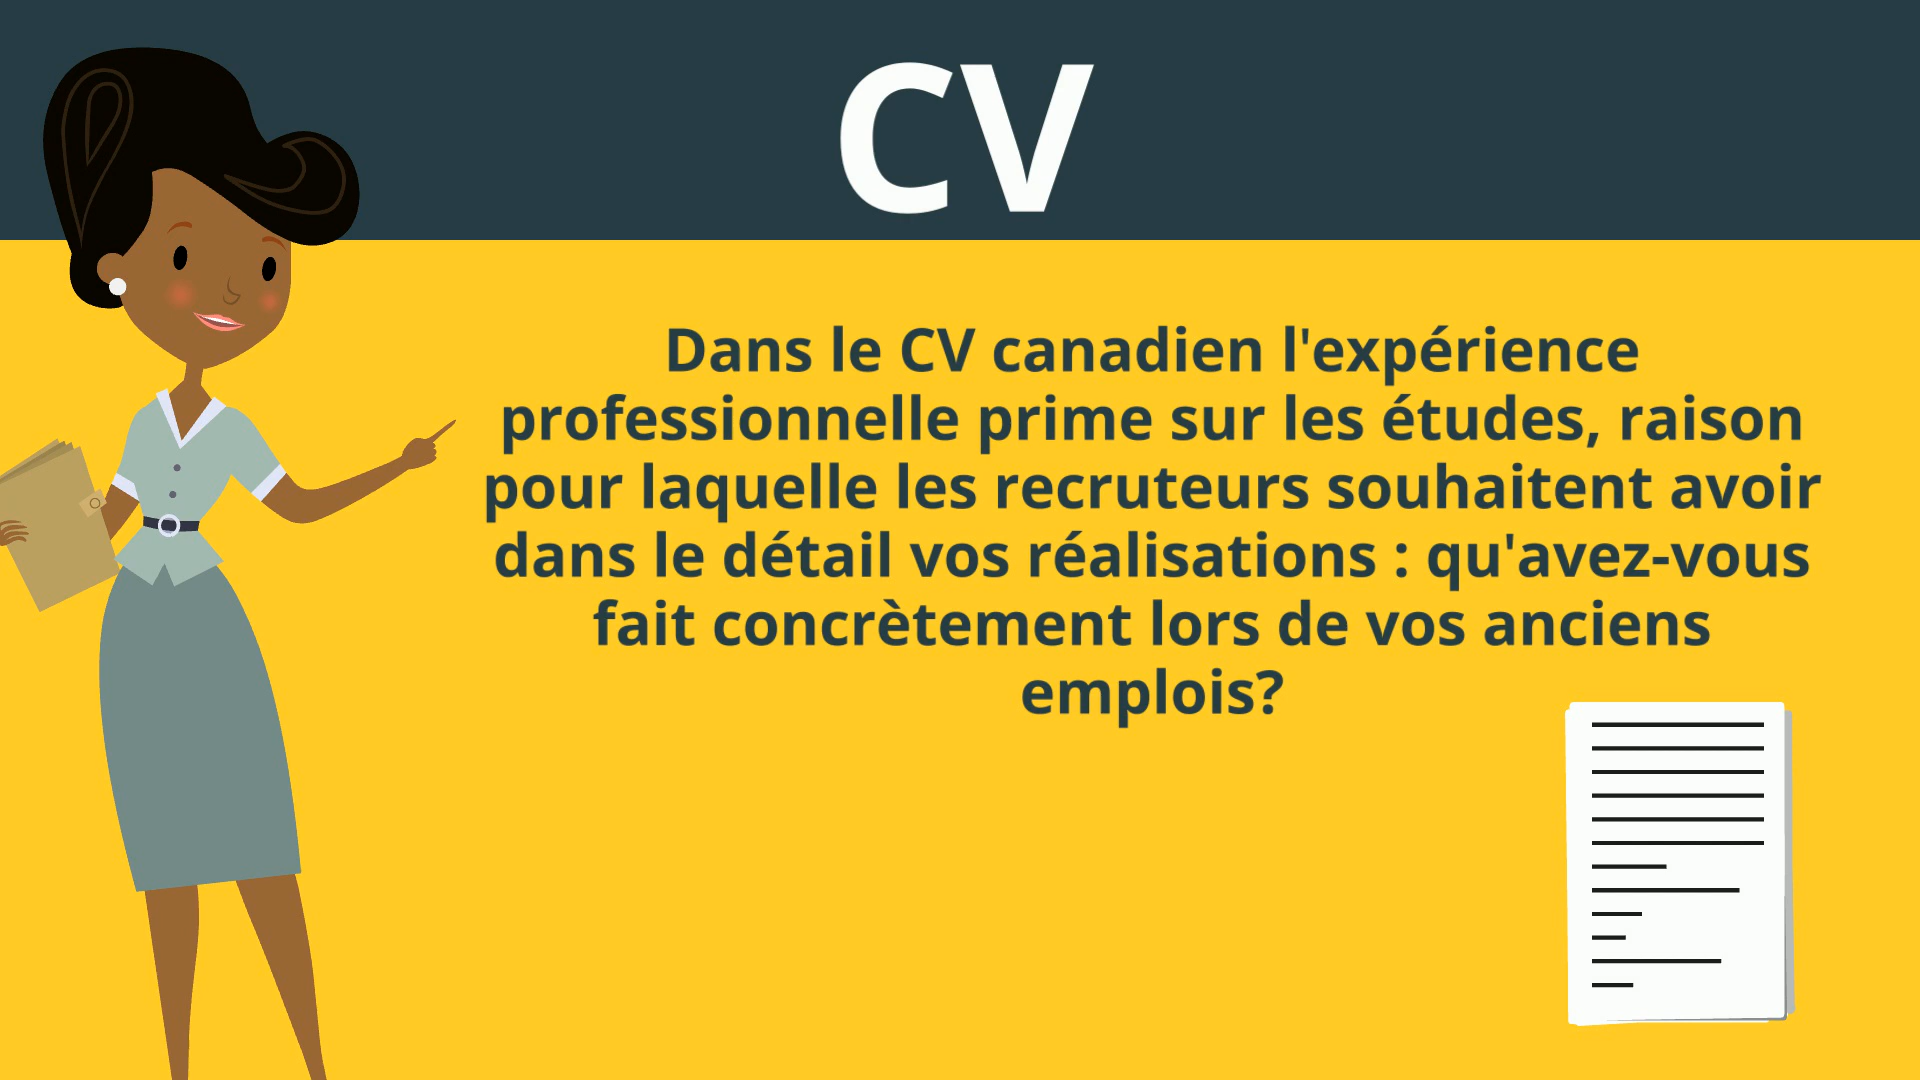 CV
Dans le CV canadien l'expérience
professionnelle prime sur les études, raison
pour laquelle les recruteurs souhaitent avoir
dans le détail vos réalisations : qu'avez-vous
fait concrètement lors de vos anciens
emplois?